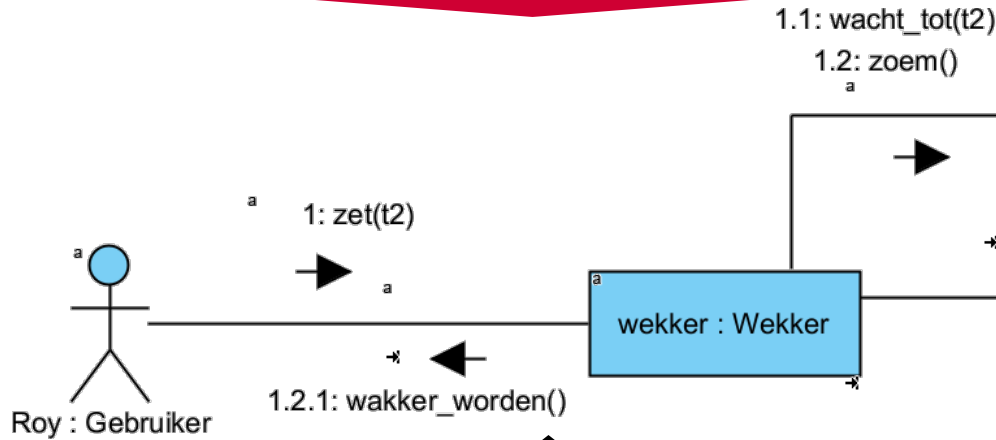 1.1: wacht_tot(t2)
1.2: zoem()
a
a
1: zet(t2)
a
a
a
wekker : Wekker
1.2.1: wakker_worden()
Roy : Gebruiker